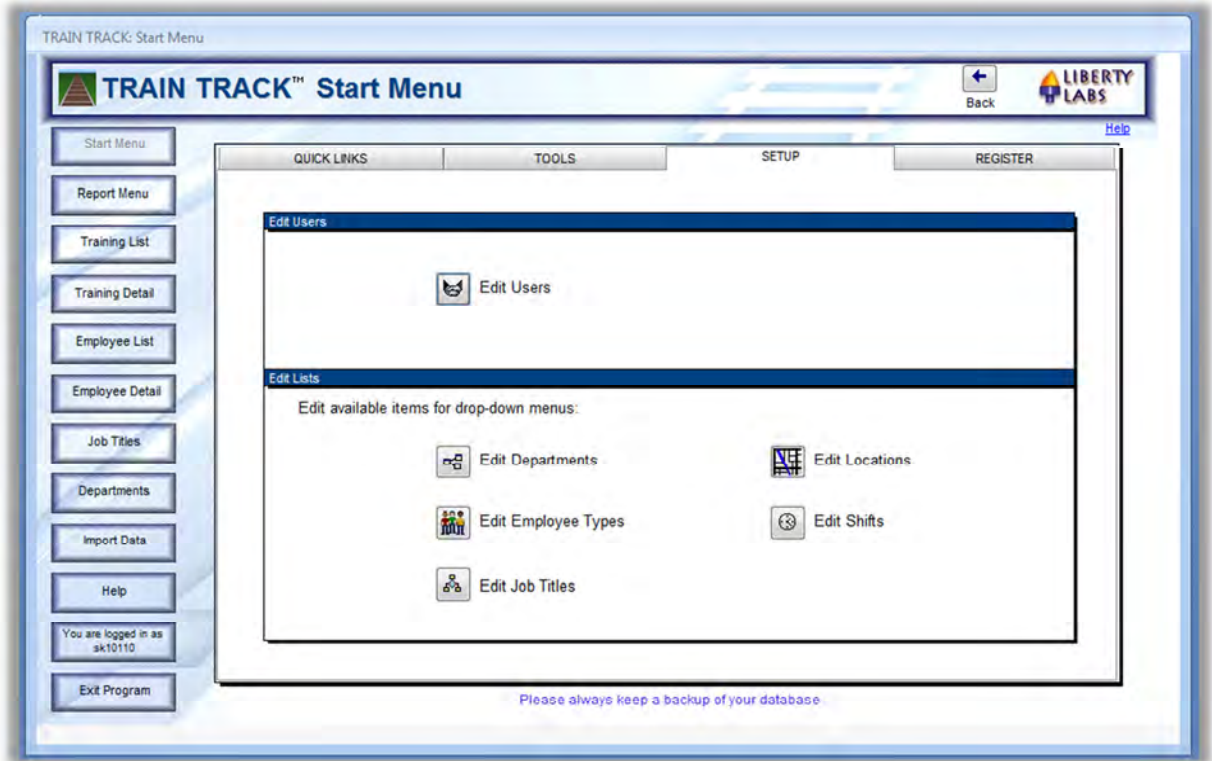 TRAIN TRACK: Start Menu
TRAIN TRACK™ Start Menu
Back
LIBERTY
LABS
Help
Start Menu
Report Menu
Training List
Training Detail
Employee List
Employee Detail
Job Titles
Departments
Import Data
Help
You are logged in as
sk10110
Exit Program
QUICK LINKS
TOOLS
SETUP
REGISTER
Edit Users
Edit Users
Edit Lists
Edit available items for drop-down menus:
Edit Departments
Edit Locations
Edit Employee Types
Edit Shifts
Edit Job Titles
Please always keep a backup of your database